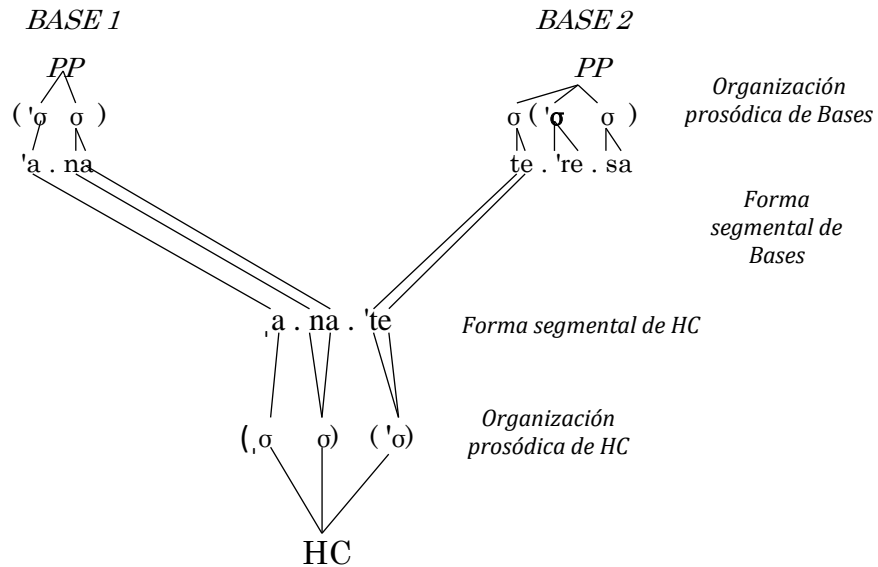 BASE 1 BASE 2
PP PP
Organización
prosódica de Bases
( 'σ σ ) σ ( 'σ σ )
'a . na te . 're . sa
Forma
segmental de
Bases
ˌa . na . 'te
Forma segmental de HC
Organización
prosódica de HC
(ˌσ σ) ( 'σ)
HC